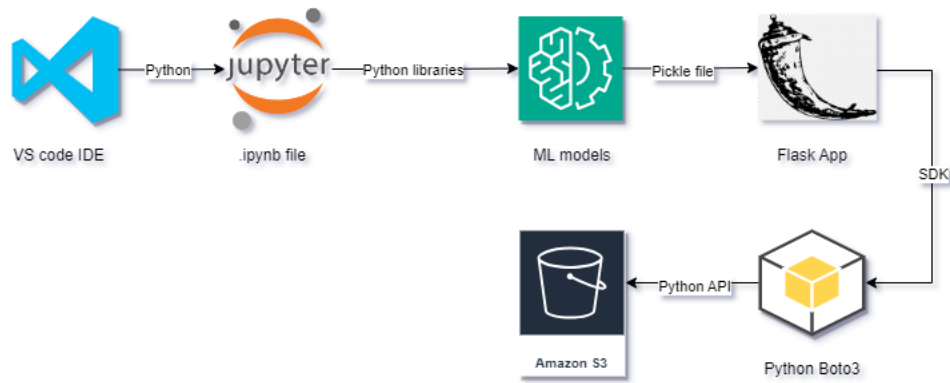 Python
jupyter
Python libraries
Pickle file
VS code IDE
.ipynb file
ML models
Flask App
SDK
Python API
Amazon S3
Python Boto3